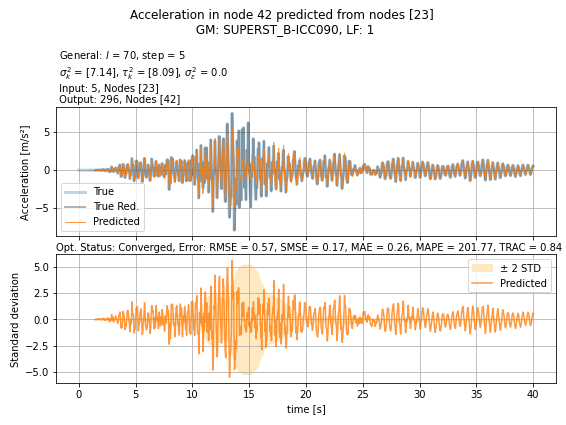 Acceleration in node 42 predicted from nodes [23]
GM: SUPERST_B-ICC090, LF: 1
General: l = 70, step = 5
σ²ₖ = [7.14], τ²ₖ = [8.09], σ²ε = 0.0
Input: 5, Nodes [23]
Output: 296, Nodes [42]
Acceleration [m/s²]
5
0
−5
True
True Red.
Predicted
Opt. Status: Converged, Error: RMSE = 0.57, SMSE = 0.17, MAE = 0.26, MAPE = 201.77, TRAC = 0.84
Standard deviation
5.0
2.5
0.0
−2.5
−5.0
± 2 STD
Predicted
0 5 10 15 20 25 30 35 40
time [s]